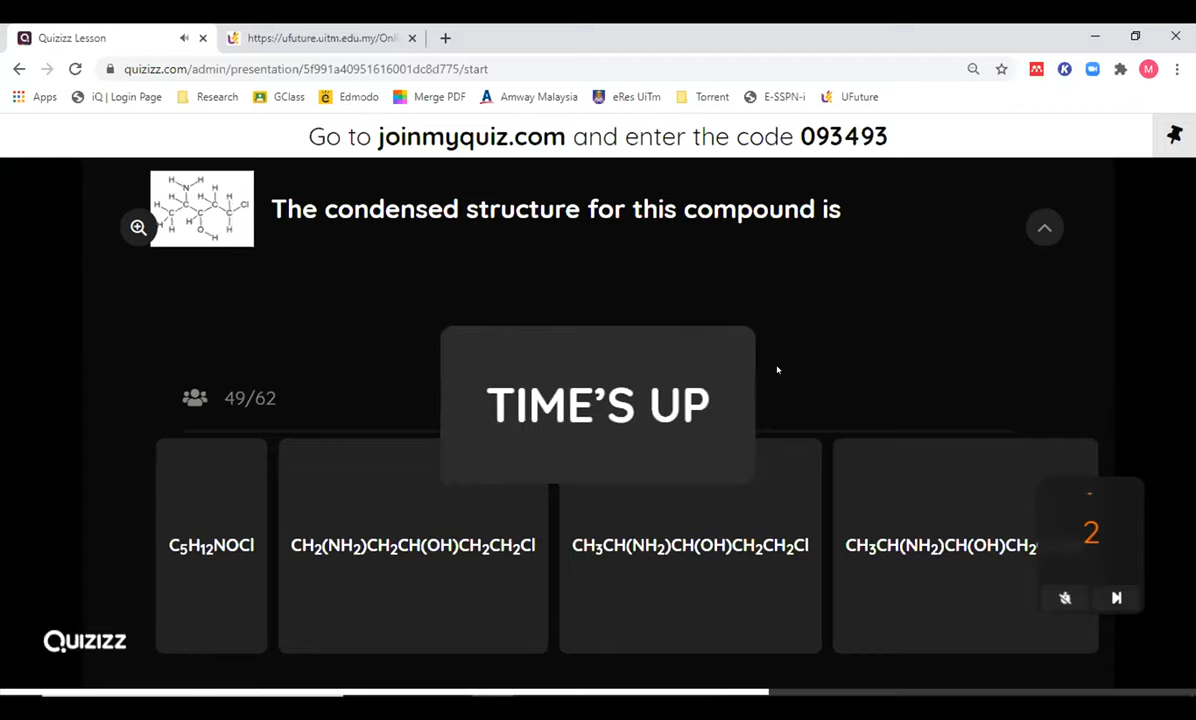 Quizizz Lesson
https://ufuture.uitm.edu.my/Onli
quizizz.com/admin/presentation/5f991a40951616001dc8d775/start
M
Apps iQ | Login Page Research GClass Edmodo Merge PDF Amway Malaysia eRes UiTm Torrent E-SSPN-i UFuture
Go to joinmyquiz.com and enter the code 093493
H H
N
H H H H Cl
H C C C C C
H H H H
O
H
The condensed structure for this compound is
49/62
TIME'S UP
C₅H₁₂NOCl
CH₂(NH₂)CH₂CH(OH)CH₂CH₂Cl
CH₃CH(NH₂)CH(OH)CH₂CH₂Cl
CH₃CH(NH₂)CH(OH)CH₂
-
2
Quizizz